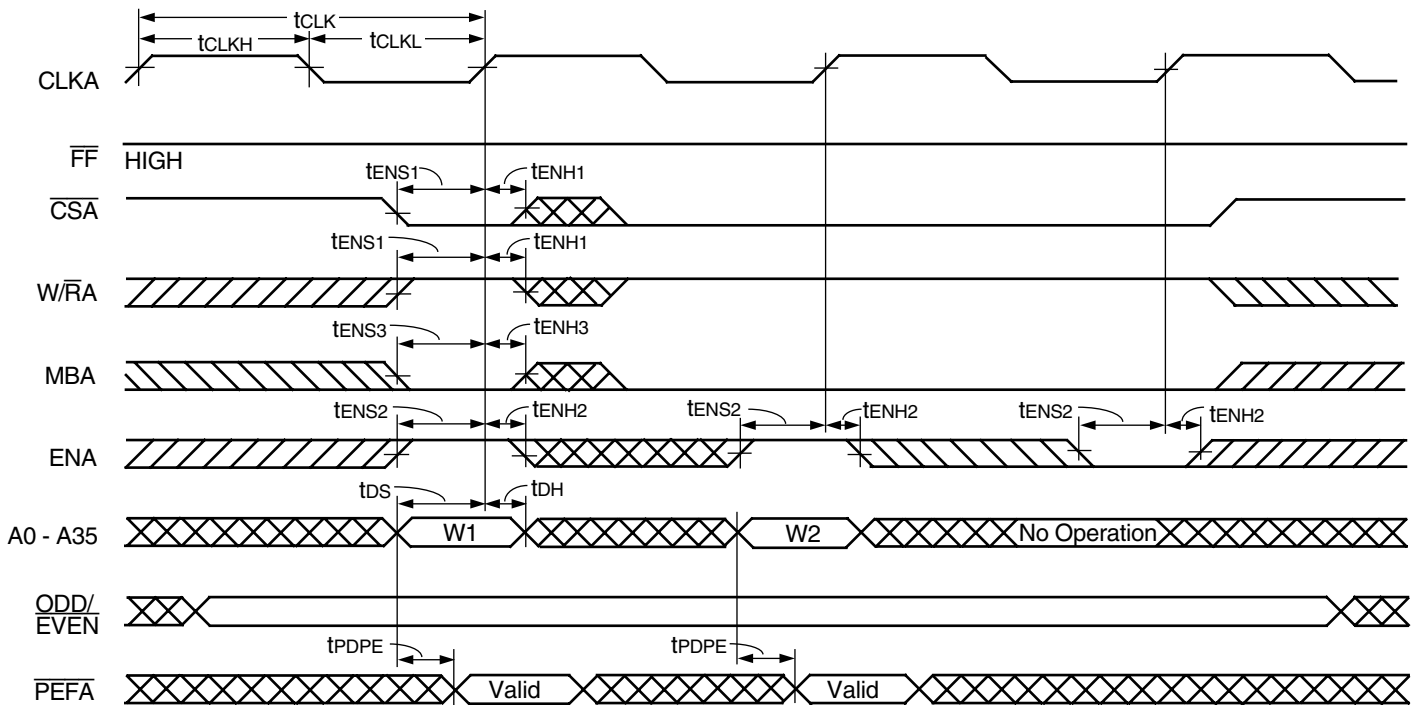 tCLK
tCLKH tCLKL
CLKA
FF HIGH
tENS1 tENH1
CSA
tENS1 tENH1
W/RA
tENS3 tENH3
MBA
tENS2 tENH2 tENS2 tENH2 tENS2 tENH2
ENA
tDS tDH
A0 - A35 W1 W2 No Operation
ODD/
EVEN
tPDPE tPDPE
PEFA Valid Valid